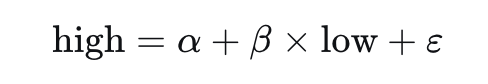 high = α + β × low + ε